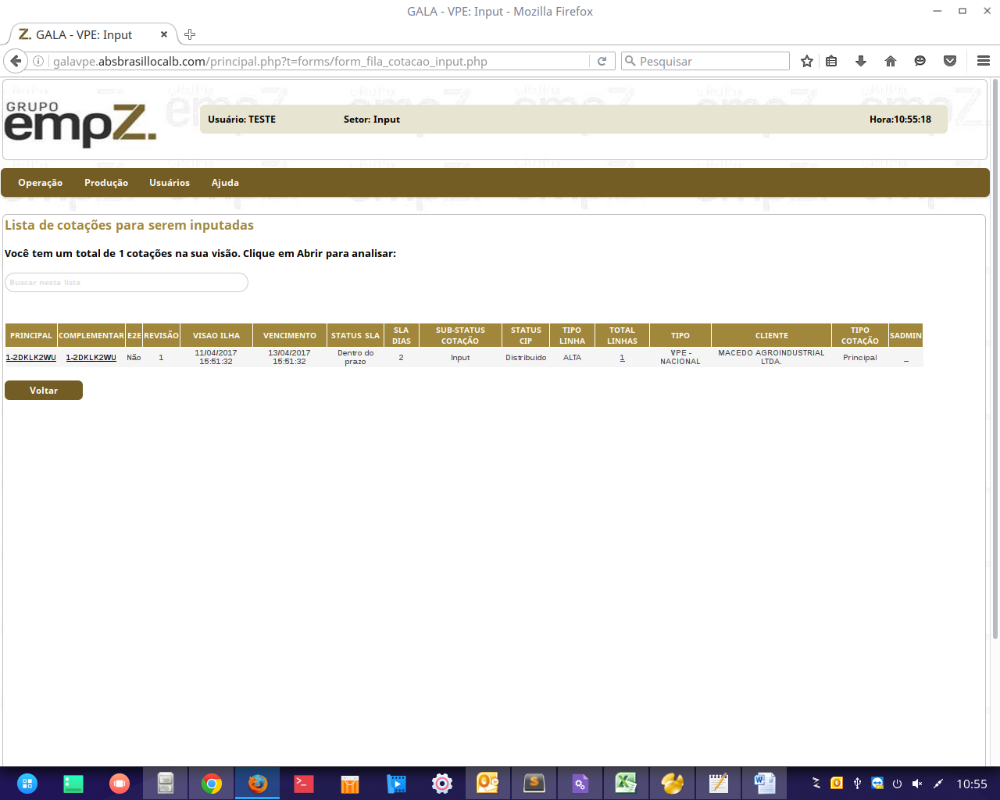 GALA - VPE: Input - Mozilla Firefox
Z. GALA - VPE: Input
galavpe.absbrasillocalb.com/principal.php?t=forms/form_fila_cotacao_input.php
Pesquisar
GRUPO
empZ.
Usuário: TESTE Setor: Input Hora:10:55:18
Operação Produção Usuários Ajuda
Lista de cotações para serem inputadas
Você tem um total de 1 cotações na sua visão. Clique em Abrir para analisar:
Buscar nesta lista
PRINCIPAL COMPLEMENTAR E2E REVISÃO VISAO ILHA VENCIMENTO STATUS SLA SLA DIAS SUB-STATUS COTAÇÃO STATUS CIP TIPO LINHA TOTAL LINHAS TIPO CLIENTE TIPO COTAÇÃO SADMIN
1-2DKLK2WU 1-2DKLK2WU Não 1 11/04/2017 15:51:32 13/04/2017 15:51:32 Dentro do prazo 2 Input Distribuido ALTA 1 VPE - NACIONAL MACEDO AGROINDUSTRIAL LTDA. Principal _
Voltar
10:55